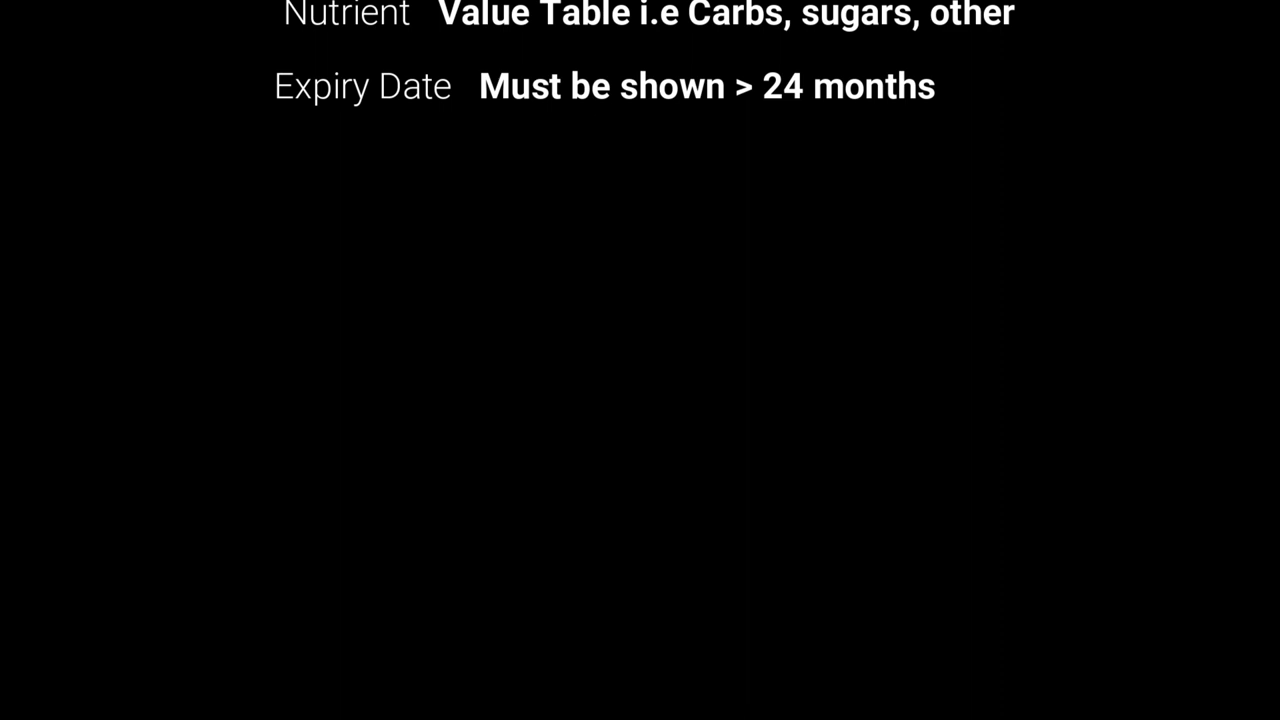 Nutrient Value Table i.e Carbs, sugars, other
Expiry Date Must be shown > 24 months